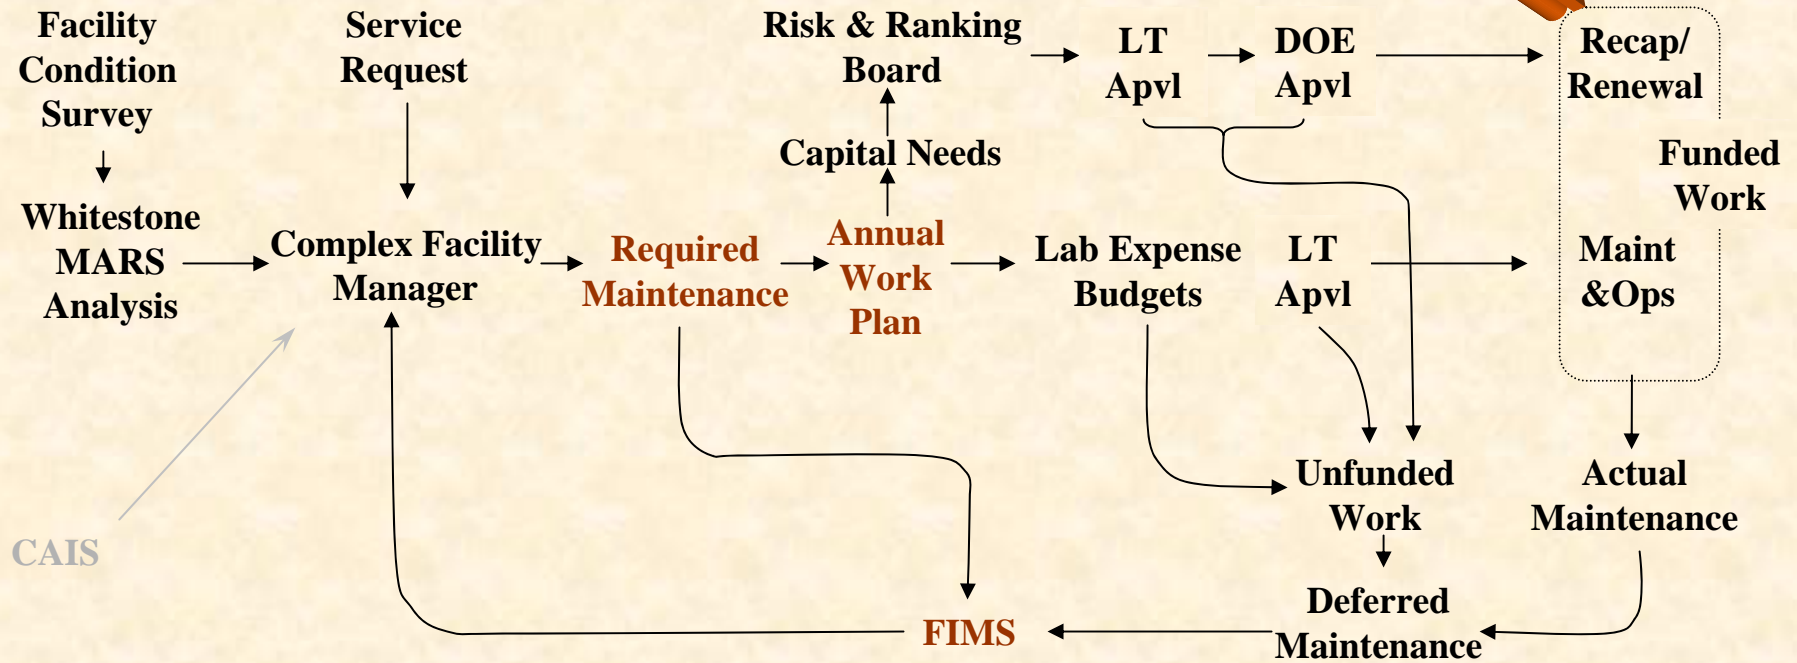 Facility
Condition
Survey
Service
Request
Risk & Ranking
Board
LT
Apvl
DOE
Apvl
Recap/
Renewal
Capital Needs
Funded
Work
Whitestone
MARS
Analysis
Complex Facility
Manager
Required
Maintenance
Annual
Work
Plan
Lab Expense
Budgets
LT
Apvl
Maint
&Ops
Unfunded
Work
Actual
Maintenance
CAIS
FIMS
Deferred
Maintenance